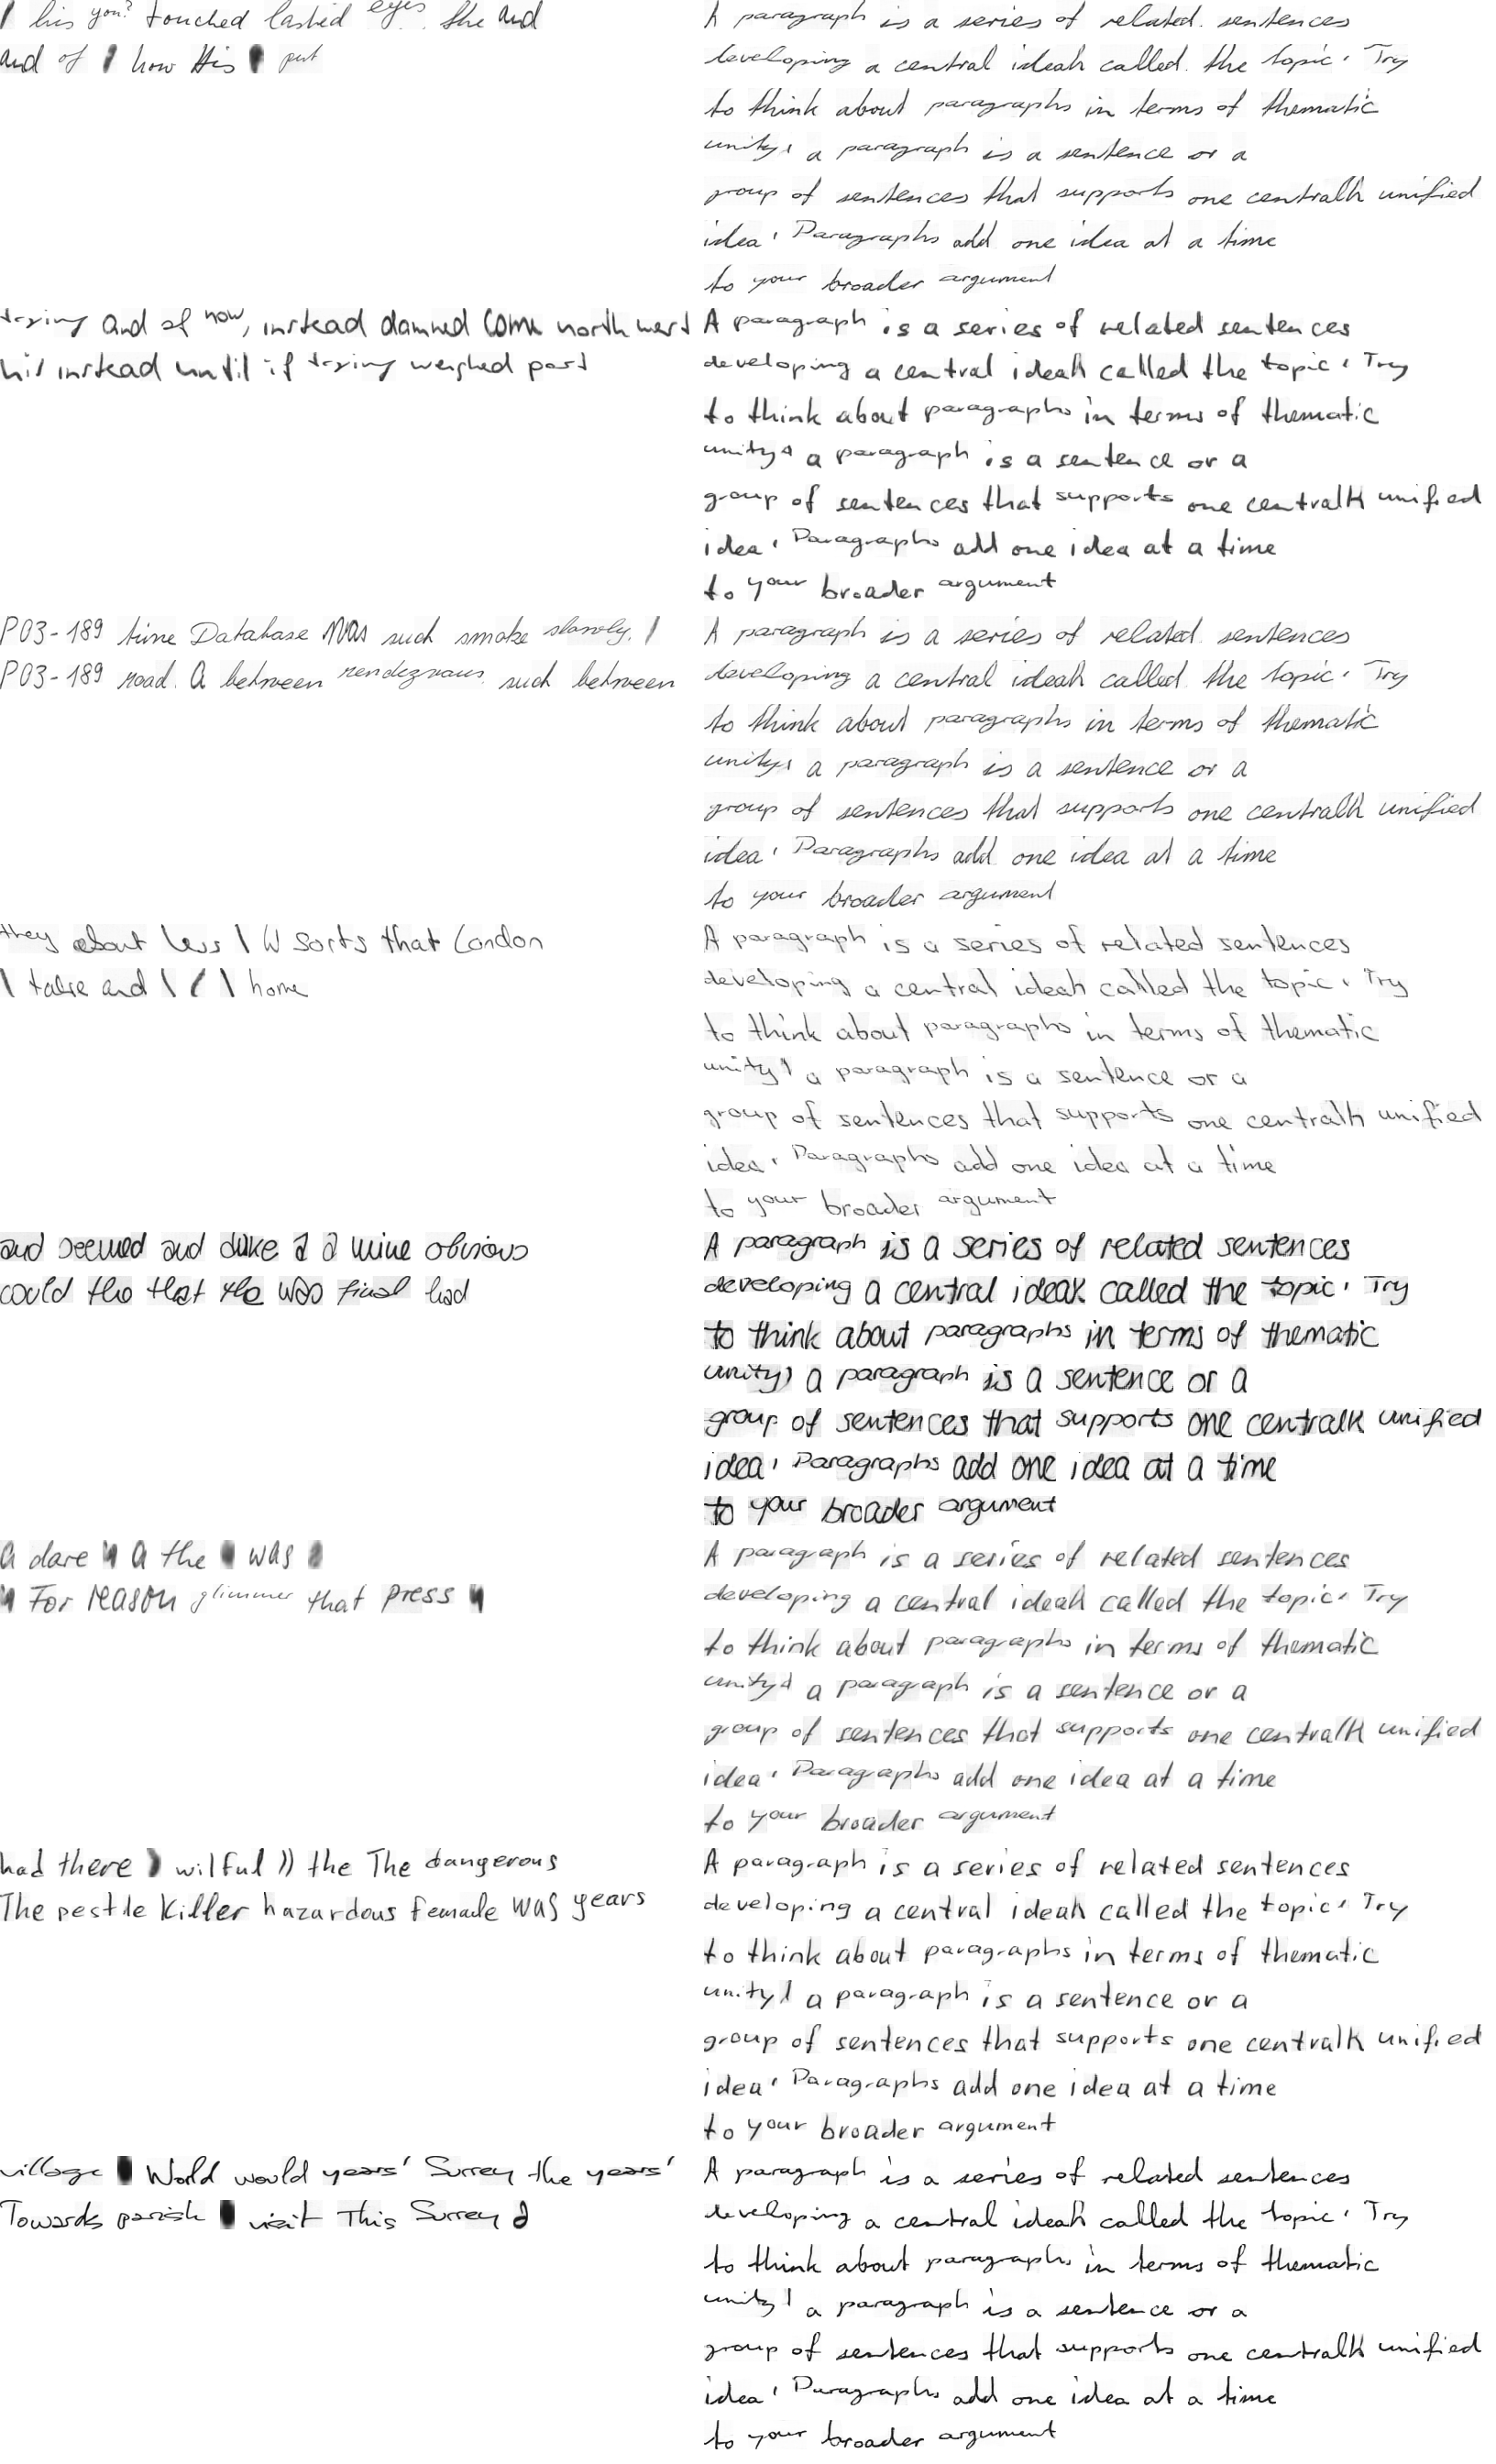 his you? touched lashed eyes. She and
and of how His put
A paragraph is a series of related sentences
developing a central ideah called the topic. Try
to think about paragraphs in terms of thematic
unity, a paragraph is a sentence or a
group of sentences that supports one centralh unified
idea, Paragraphs add one idea at a time
to your broader argument
trying and of now, instead damned come north west
his instead until if trying weighed part
A paragraph is a series of related sentences
developing a central ideak called the topic, Try
to think about paragraphs in terms of thematic
unity, a paragraph is a sentence or a
group of sentences that supports one centralk unified
idea, Paragraphs add one idea at a time
to your broader argument
P03-189 time Database was such smoke slowly,
P03-189 road. A between rendezvous such between
A paragraph is a series of related sentences
developing a central ideah called the topic. Try
to think about paragraphs in terms of thematic
unity, a paragraph is a sentence or a
group of sentences that supports one centralh unified
idea, Paragraphs add one idea at a time
to your broader argument
they about less I W sorts that London
I take and home
A paragraph is a series of related sentences
developing a central ideah called the topic, Try
to think about paragraphs in terms of thematic
unity a paragraph is a sentence or a
group of sentences that supports one centralh unified
idea, Paragraphs add one idea at a time
to your broader argument
and seemed and duke a a mine obvious
could the that the was final had
A paragraph is a series of related sentences
developing a central ideak called the topic, Try
to think about paragraphs in terms of thematic
unity) a paragraph is a sentence or a
group of sentences that supports one centralk unified
idea, Paragraphs add one idea at a time
to your broader argument
a dare a the was
For reason glimmer that press
A paragraph is a series of related sentences
developing a central ideah called the topic, Try
to think about paragraphs in terms of thematic
unity a paragraph is a sentence or a
group of sentences that supports one centralk unified
idea, Paragraphs add one idea at a time
to your broader argument
had there ) wilful )) the The dangerous
The pestle killer hazardous female was years
A paragraph is a series of related sentences
developing a central ideah called the topic, Try
to think about paragraphs in terms of thematic
unity a paragraph is a sentence or a
group of sentences that supports one centralk unified
idea, Paragraphs add one idea at a time
to your broader argument
village World would years' Surrey the years'
Towards parish visit This Surrey
A paragraph is a series of related sentences
developing a central ideah called the topic, Try
to think about paragraphs in terms of thematic
unity a paragraph is a sentence or a
group of sentences that supports one centralh unified
idea, Paragraphs add one idea at a time
to your broader argument